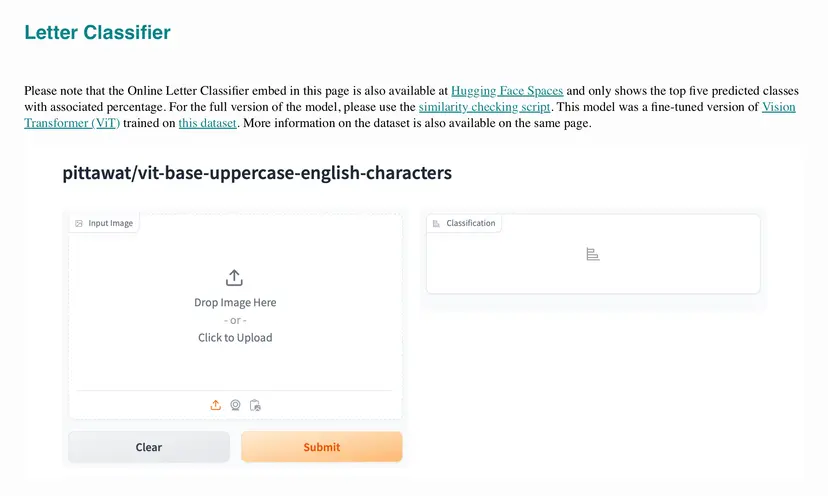 Letter Classifier
Please note that the Online Letter Classifier embed in this page is also available at Hugging Face Spaces and only shows the top five predicted classes
with associated percentage. For the full version of the model, please use the similarity checking script. This model was a fine-tuned version of Vision
Transformer (ViT) trained on this dataset. More information on the dataset is also available on the same page.
pittawat/vit-base-uppercase-english-characters
Input Image
Drop Image Here
- or -
Click to Upload
Clear
Submit
Classification